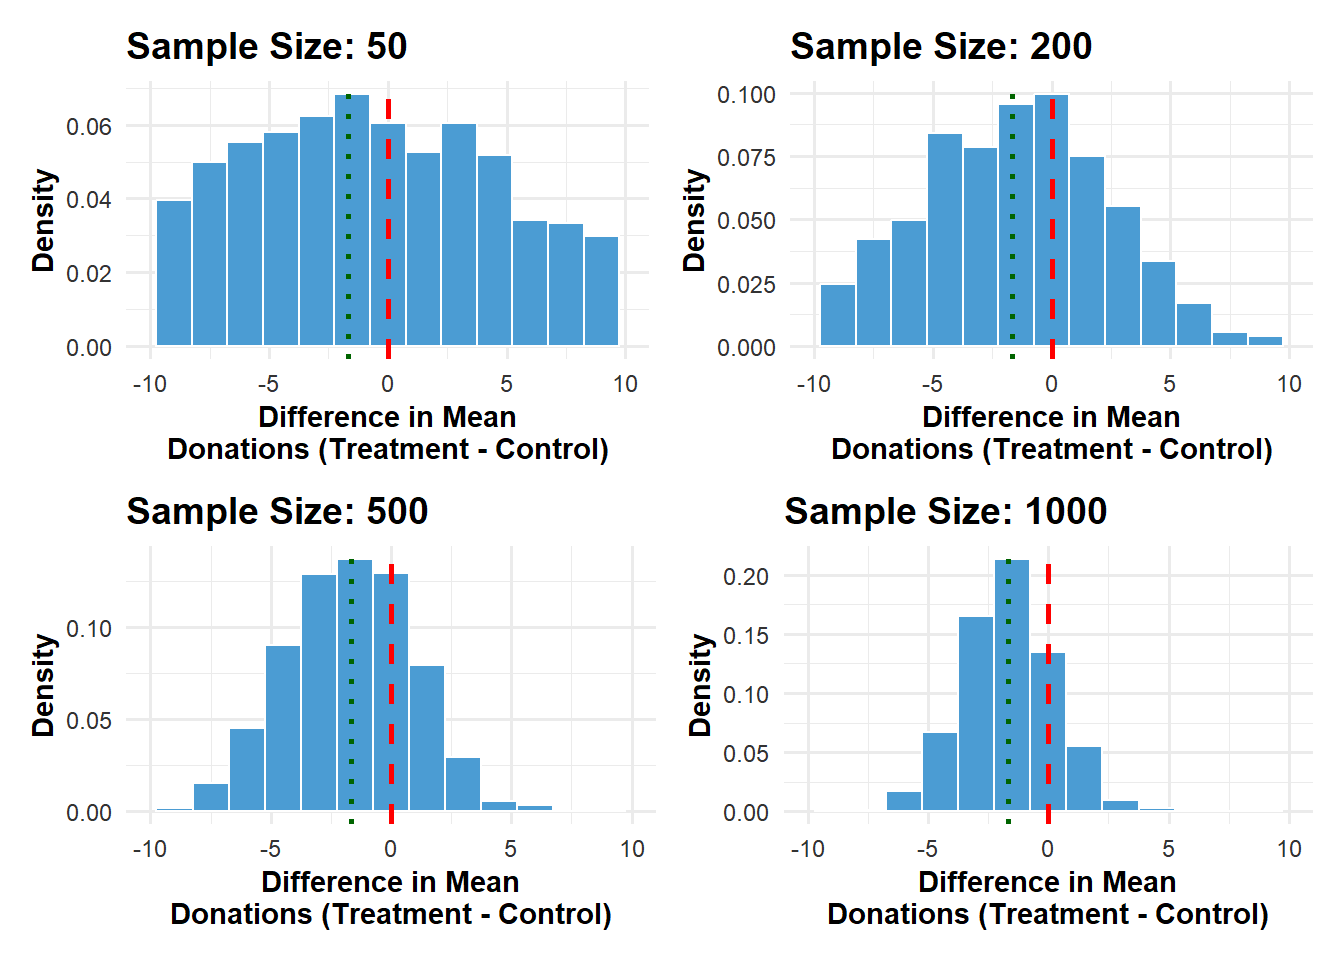 Sample Size: 50
Density
0.06
0.04
0.02
0.00
-10 -5 0 5 10
Difference in Mean
Donations (Treatment - Control)
Sample Size: 200
Density
0.100
0.075
0.050
0.025
0.000
-10 -5 0 5 10
Difference in Mean
Donations (Treatment - Control)
Sample Size: 500
Density
0.10
0.05
0.00
-10 -5 0 5 10
Difference in Mean
Donations (Treatment - Control)
Sample Size: 1000
Density
0.20
0.15
0.10
0.05
0.00
-10 -5 0 5 10
Difference in Mean
Donations (Treatment - Control)